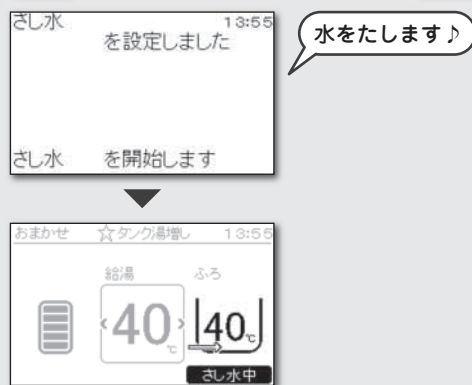 さし水 13:55
を設定しました
水をたします♪
さし水 を開始します
おまかせ ☆タンク湯増し 13:55
給湯 ふろ
40℃ 40℃
さし水中